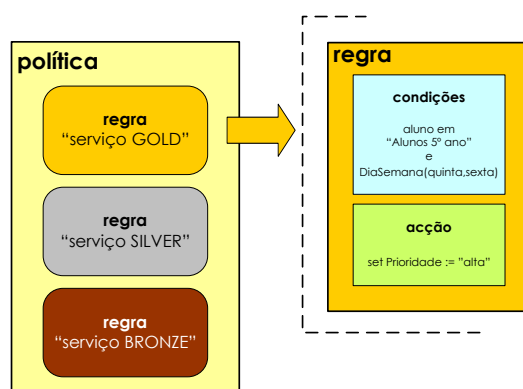 política
regra
“serviço GOLD”
regra
“serviço SILVER”
regra
“serviço BRONZE”
regra
condições
aluno em
“Alunos 5º ano”
e
DiaSemana(quinta,sexta)
acção
set Prioridade := ”alta”